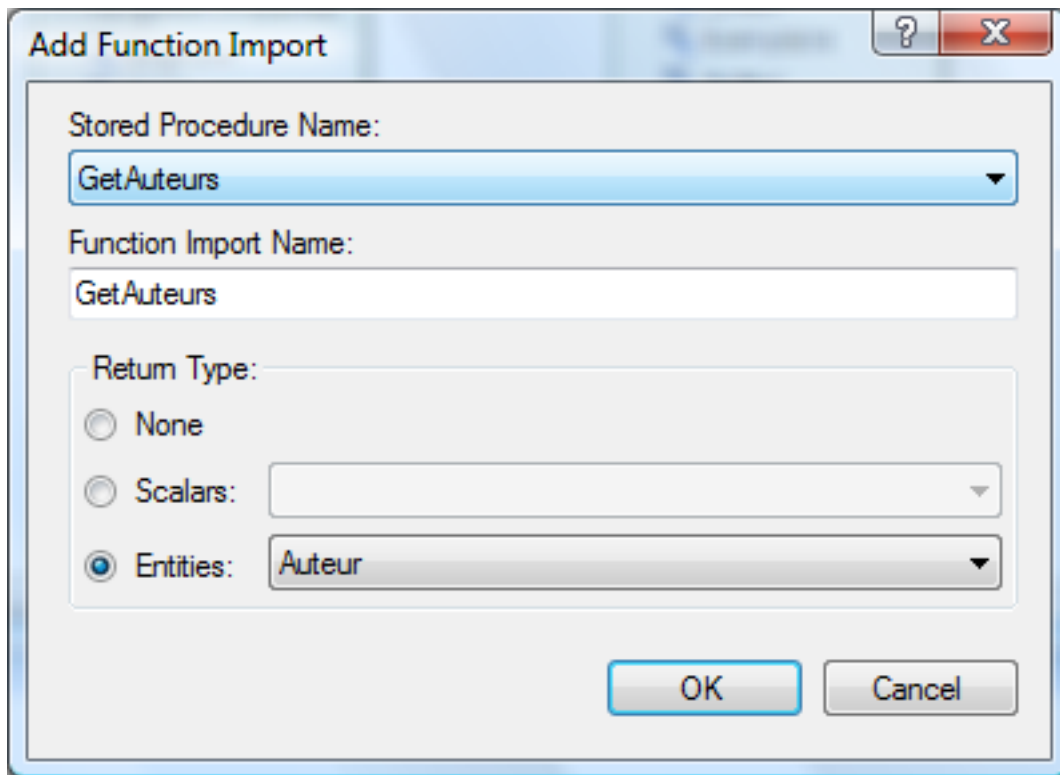 Add Function Import
?
Stored Procedure Name:
GetAuteurs
Function Import Name:
GetAuteurs
Return Type:
None
Scalars:
Entities: Auteur
OK Cancel